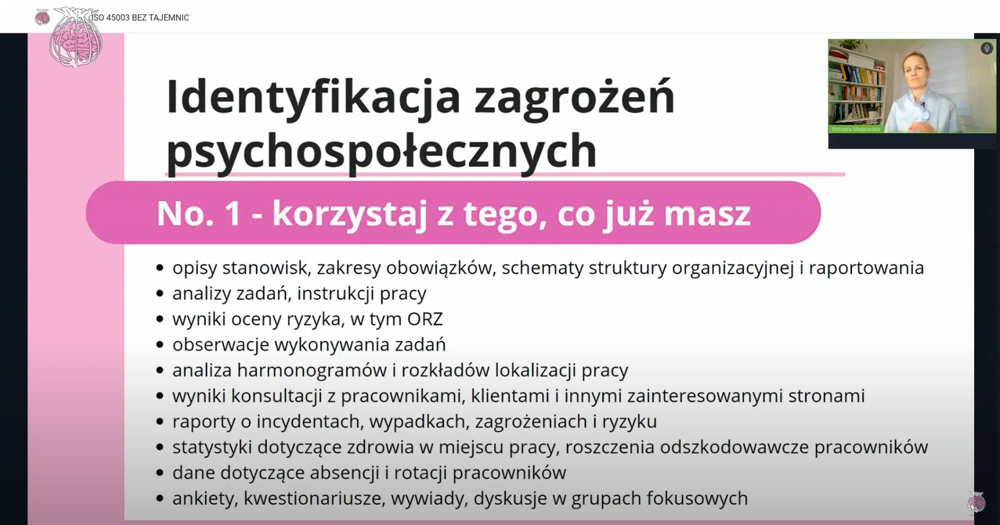 ISO 45003 BEZ TAJEMNIC
Identyfikacja zagrożeń
psychospołecznych
Barbara Makowska
No. 1 - korzystaj z tego, co już masz
• opisy stanowisk, zakresy obowiązków, schematy struktury organizacyjnej i raportowania
• analizy zadań, instrukcji pracy
• wyniki oceny ryzyka, w tym ORZ
• obserwacje wykonywania zadań
• analiza harmonogramów i rozkładów lokalizacji pracy
• wyniki konsultacji z pracownikami, klientami i innymi zainteresowanymi stronami
• raporty o incydentach, wypadkach, zagrożeniach i ryzyku
• statystyki dotyczące zdrowia w miejscu pracy, roszczenia odszkodowawcze pracowników
• dane dotyczące absencji i rotacji pracowników
• ankiety, kwestionariusze, wywiady, dyskusje w grupach fokusowych